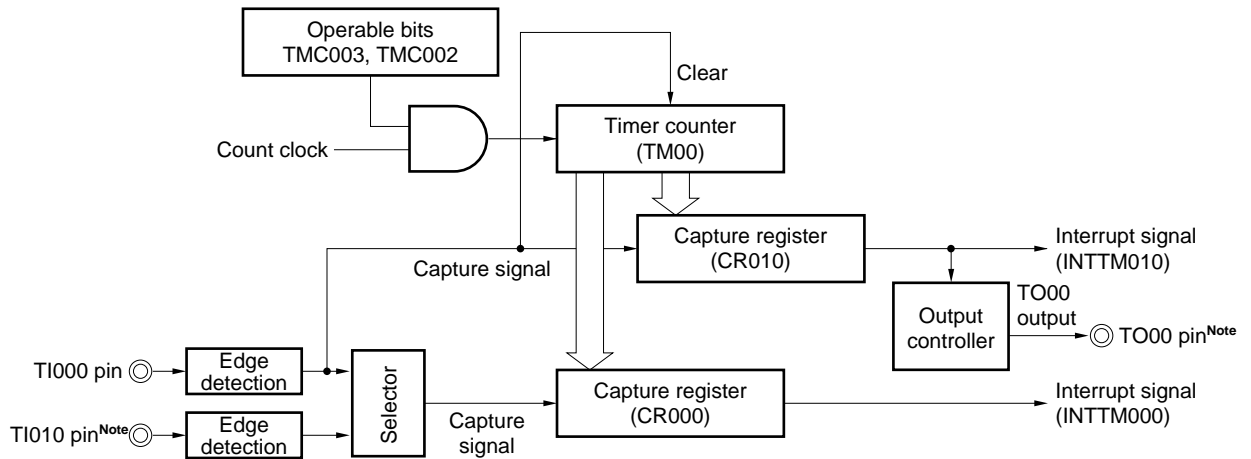 Operable bits
TMC003, TMC002
Clear
Timer counter
(TM00)
Count clock
Capture register
(CR010)
Interrupt signal
(INTTM010)
Capture signal
TO00
output
Output
controller
TO00 pinNote
TI000 pin
Edge
detection
Selector
Capture register
(CR000)
Interrupt signal
(INTTM000)
TI010 pinNote
Edge
detection
Capture
signal